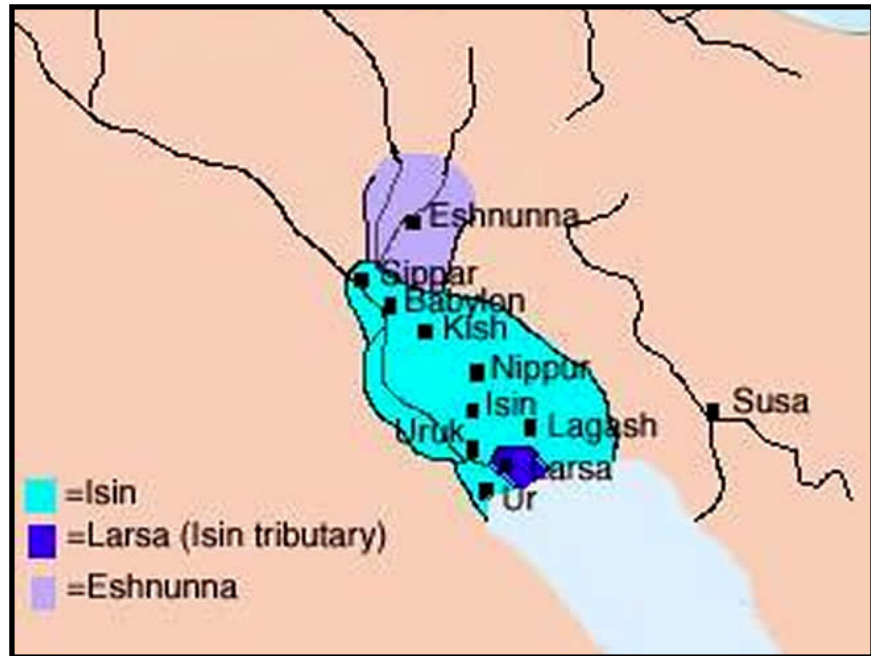 Eshnunna
Sippar
Babylon
Kish
Nippur
Isin
Susa
Uruk
Lagash
Larsa
Ur
=Isin
=Larsa (Isin tributary)
=Eshnunna